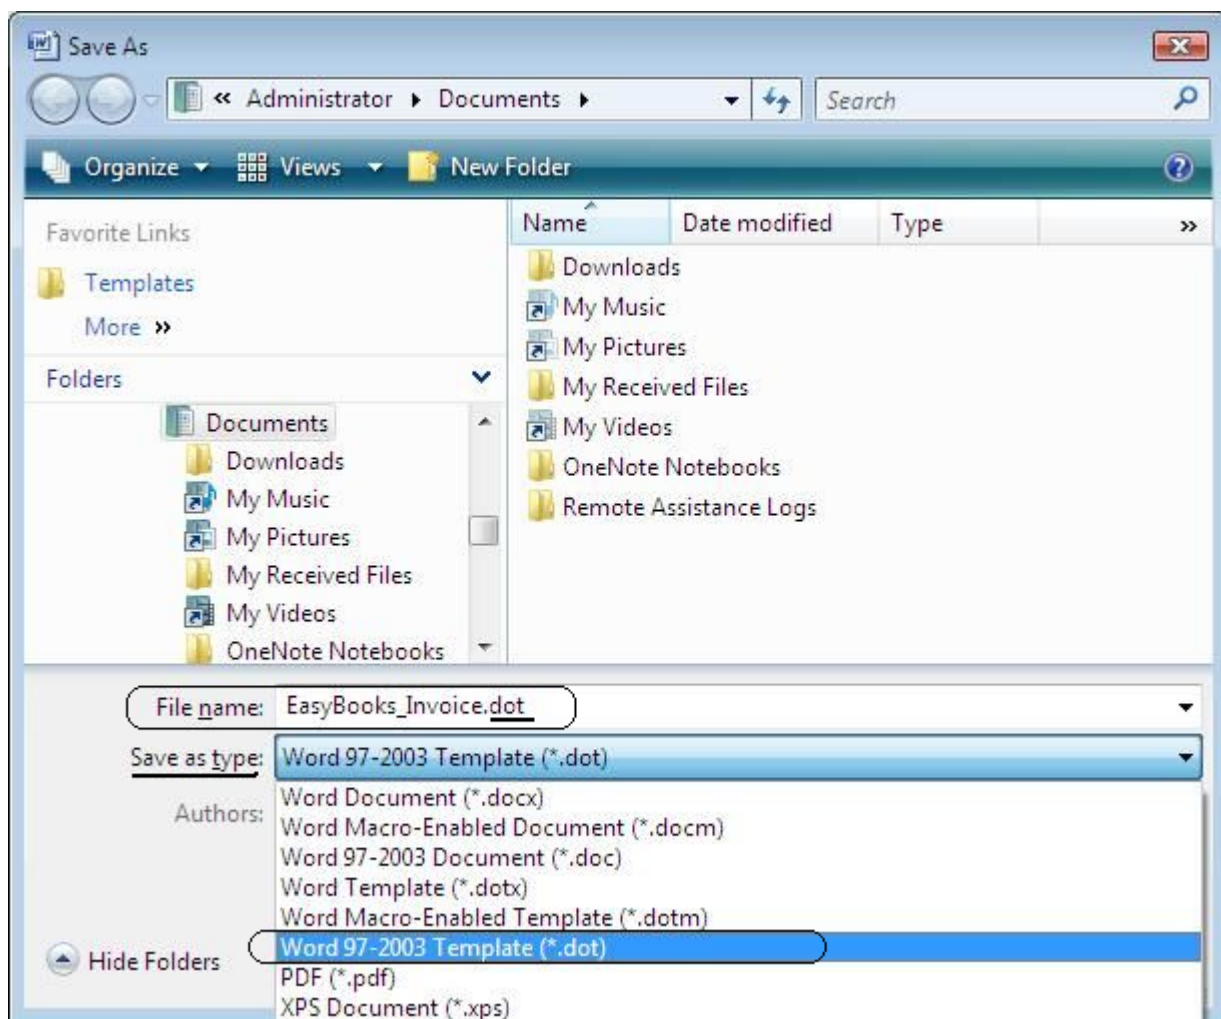 Save As
« Administrator Documents Search
Organize Views New Folder
Favorite Links
Templates
More »
Folders
Documents
Downloads
My Music
My Pictures
My Received Files
My Videos
OneNote Notebooks
Name Date modified Type »
Downloads
My Music
My Pictures
My Received Files
My Videos
OneNote Notebooks
Remote Assistance Logs
File name: EasyBooks_Invoice.dot
Save as type: Word 97-2003 Template (*.dot)
Authors:
Word Document (*.docx)
Word Macro-Enabled Document (*.docm)
Word 97-2003 Document (*.doc)
Word Template (*.dotx)
Word Macro-Enabled Template (*.dotm)
Word 97-2003 Template (*.dot)
PDF (*.pdf)
XPS Document (*.xps)
Hide Folders